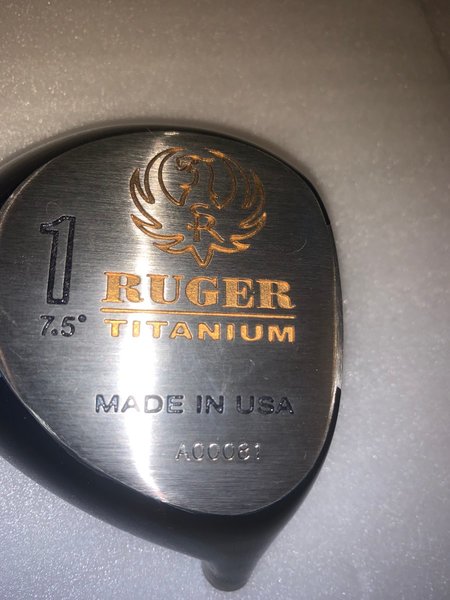 R
1
RUGER
7.5°
TITANIUM
MADE IN USA
A00081